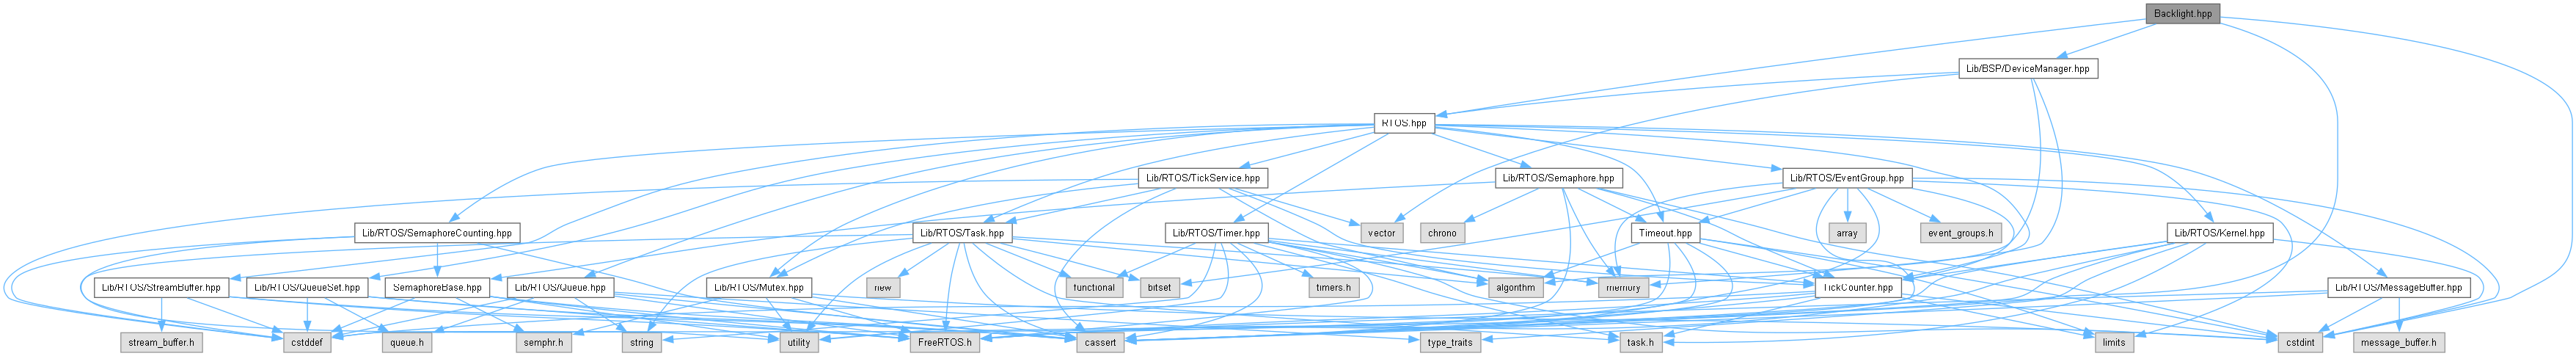 Backlight.hpp
Lib/BSP/DeviceManager.hpp
RTOS.hpp
Lib/RTOS/TickService.hpp
Lib/RTOS/Semaphore.hpp
Lib/RTOS/EventGroup.hpp
Lib/RTOS/SemaphoreCounting.hpp
Lib/RTOS/Task.hpp
Lib/RTOS/Timer.hpp
vector
chrono
Timeout.hpp
array
event_groups.h
Lib/RTOS/Kernel.hpp
Lib/RTOS/StreamBuffer.hpp
Lib/RTOS/QueueSet.hpp
SemaphoreBase.hpp
Lib/RTOS/Queue.hpp
Lib/RTOS/Mutex.hpp
new
functional
bitset
timers.h
algorithm
memory
TickCounter.hpp
Lib/RTOS/MessageBuffer.hpp
stream_buffer.h
cstddef
queue.h
semphr.h
string
utility
FreeRTOS.h
cassert
type_traits
task.h
limits
cstdint
message_buffer.h